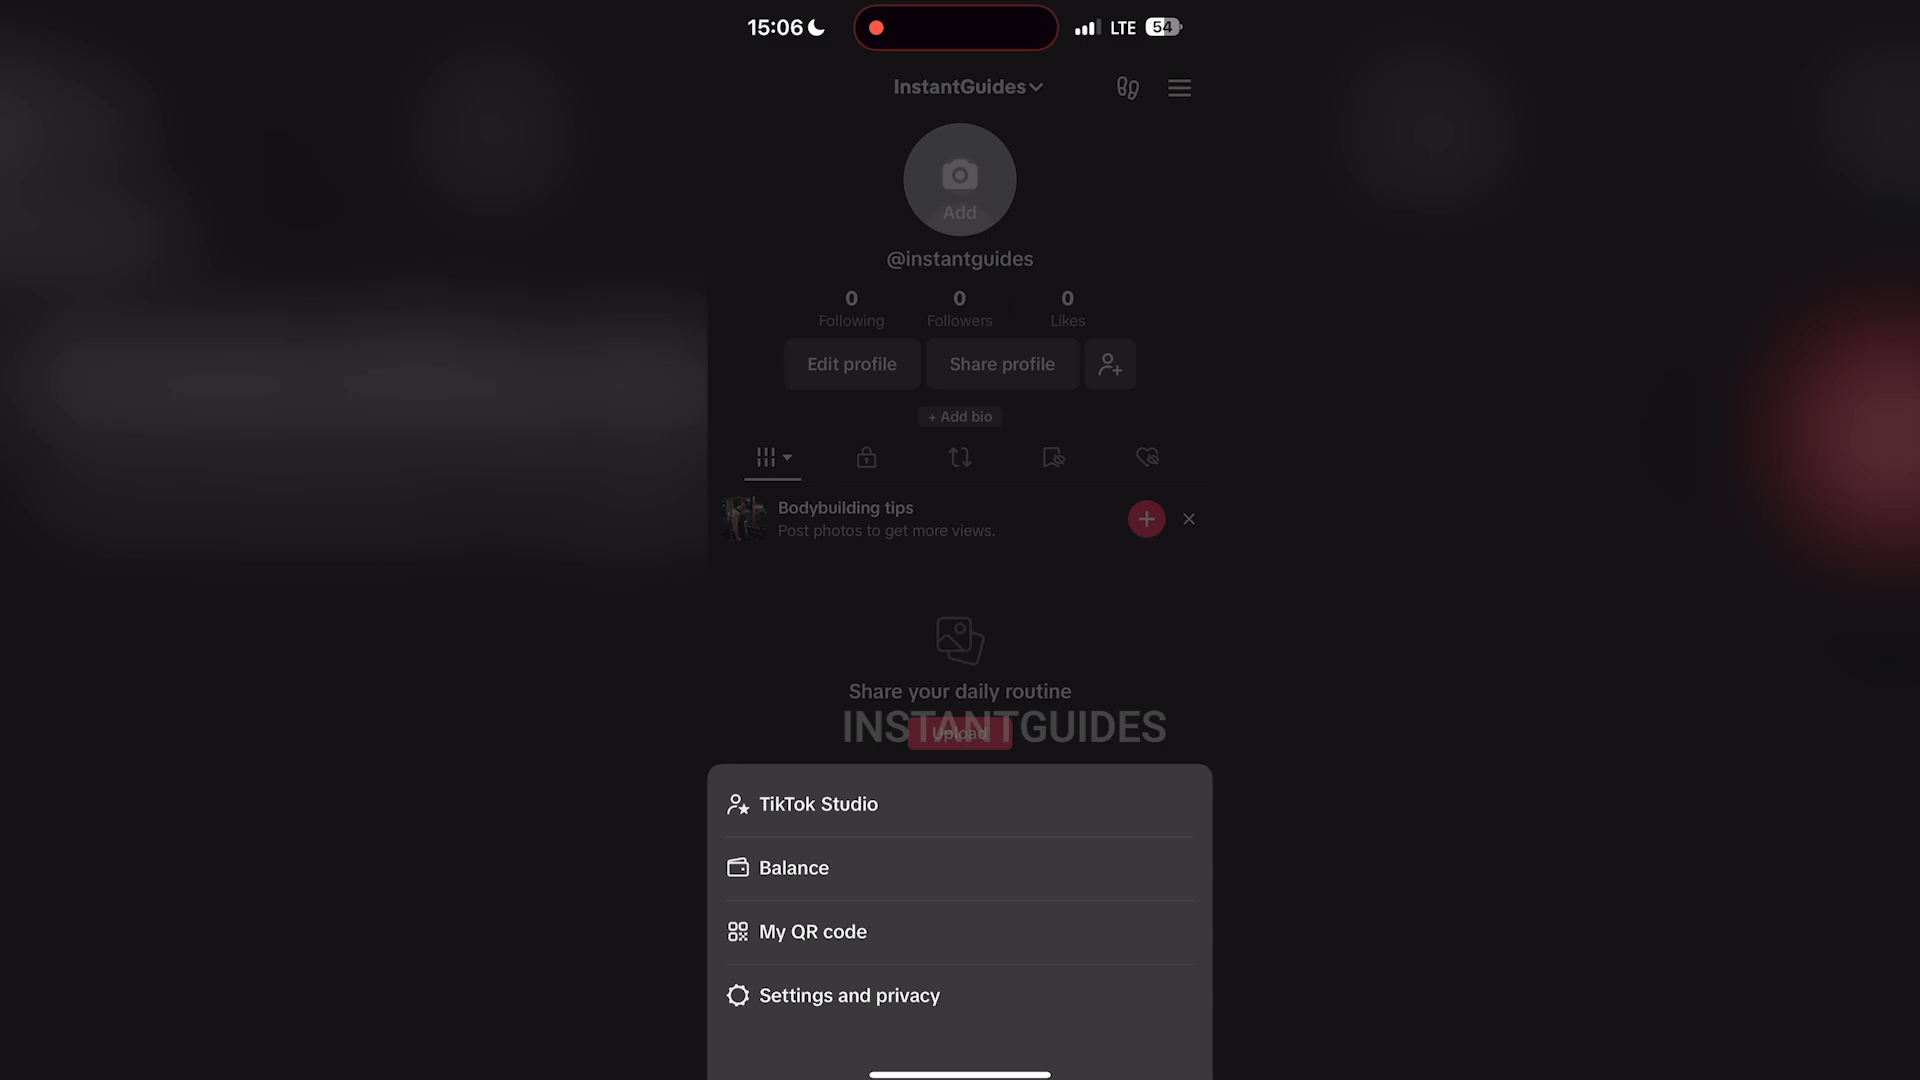 15:06 LTE 54
InstantGuides
Add
@instantguides
0 0 0
Following Followers Likes
Edit profile Share profile
+ Add bio
Bodybuilding tips
Post photos to get more views.
Share your daily routine
INSTANTGUIDES
Upload
TikTok Studio
Balance
My QR code
Settings and privacy